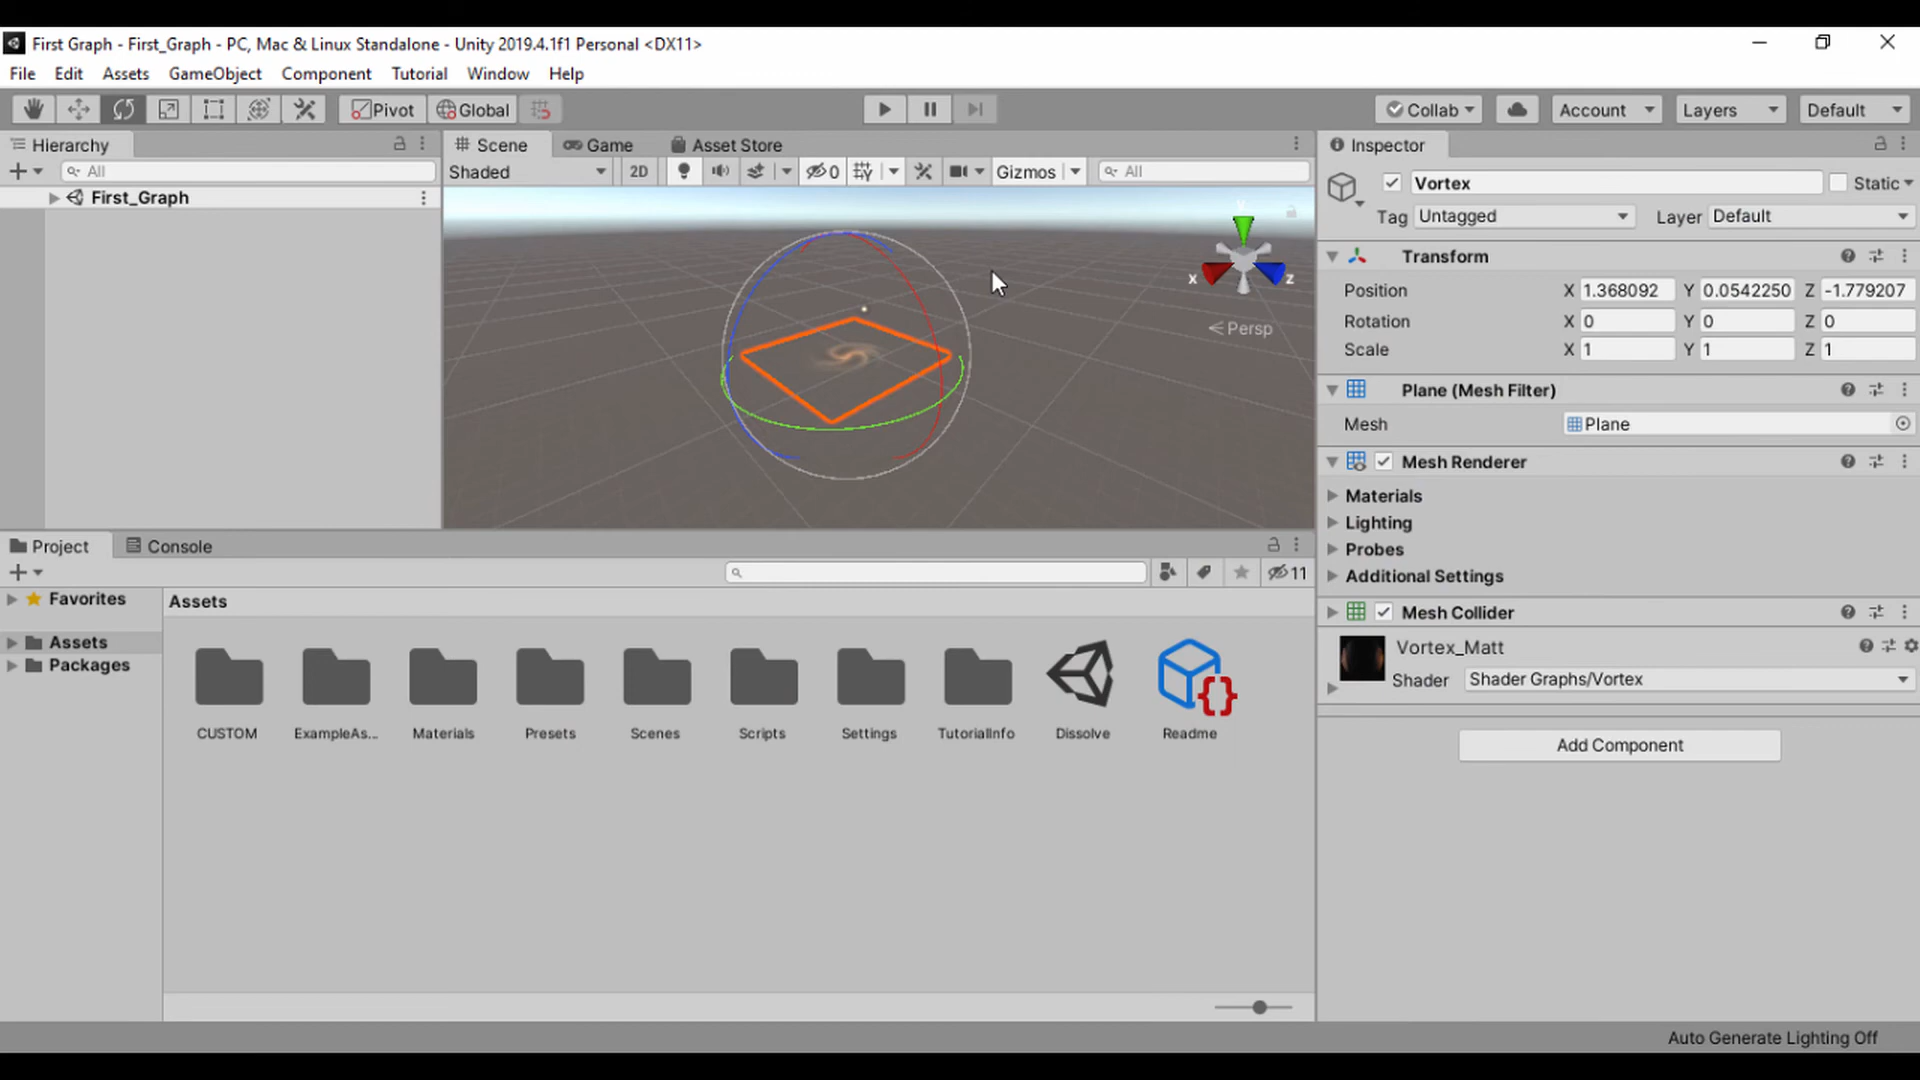 First Graph - First_Graph - PC, Mac & Linux Standalone - Unity 2019.4.1f1 Personal <DX11>
File Edit Assets GameObject Component Tutorial Window Help
Pivot Global Collab Account Layers Default
Hierarchy
All
First_Graph
Scene Game Asset Store
Shaded 2D 0 Gizmos All
Y
x z
Persp
Inspector
Vortex Static
Tag Untagged Layer Default
Transform
Position X 1.368092 Y 0.0542250 Z -1.779207
Rotation X 0 Y 0 Z 0
Scale X 1 Y 1 Z 1
Plane (Mesh Filter)
Mesh Plane
Mesh Renderer
Materials
Lighting
Probes
Additional Settings
Mesh Collider
Vortex_Matt
Shader Shader Graphs/Vortex
Add Component
Project Console
11
Favorites
Assets
Packages
Assets
CUSTOM ExampleAs... Materials Presets Scenes Scripts Settings TutorialInfo Dissolve Readme
Auto Generate Lighting Off